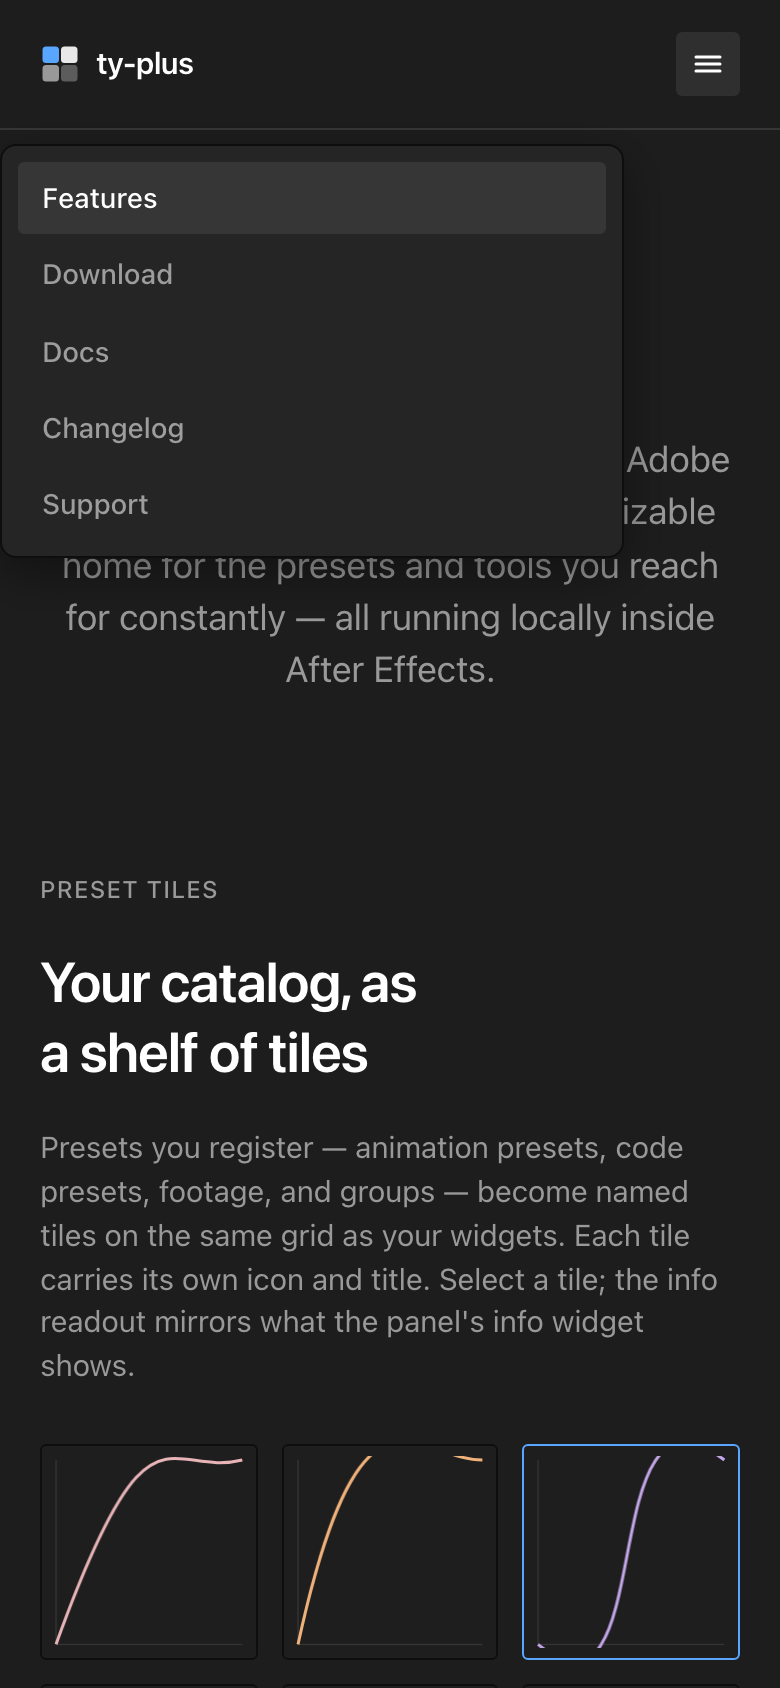 ty-plus
Features
Download
Docs
Changelog
Support
Adobe
izable
home for the presets and tools you reach
for constantly — all running locally inside
After Effects.
PRESET TILES
Your catalog, as
a shelf of tiles
Presets you register — animation presets, code
presets, footage, and groups — become named
tiles on the same grid as your widgets. Each tile
carries its own icon and title. Select a tile; the info
readout mirrors what the panel's info widget
shows.